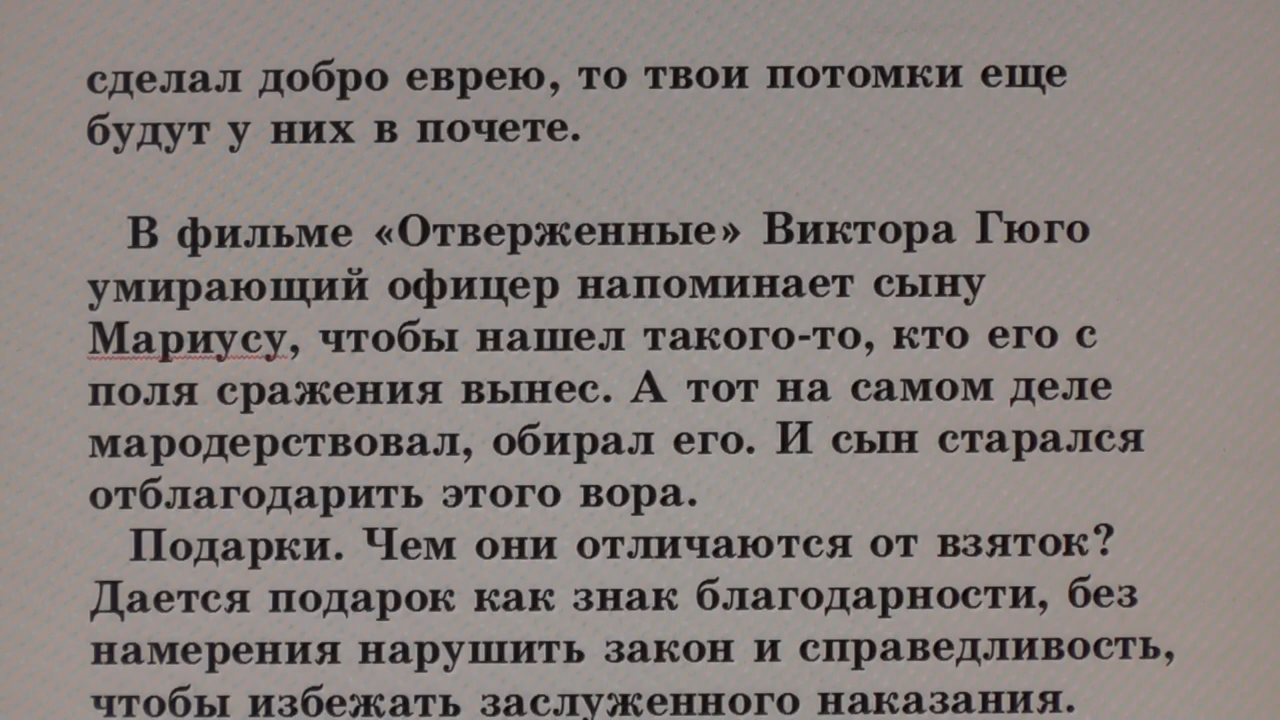 сделал добро еврею, то твои потомки еще
будут у них в почете.
В фильме «Отверженные» Виктора Гюго
умирающий офицер напоминает сыну
Мариусу, чтобы нашел такого-то, кто его с
поля сражения вынес. А тот на самом деле
мародерствовал, обирал его. И сын старался
отблагодарить этого вора.
Подарки. Чем они отличаются от взяток?
Дается подарок как знак благодарности, без
намерения нарушить закон и справедливость,
чтобы избежать заслуженного наказания.